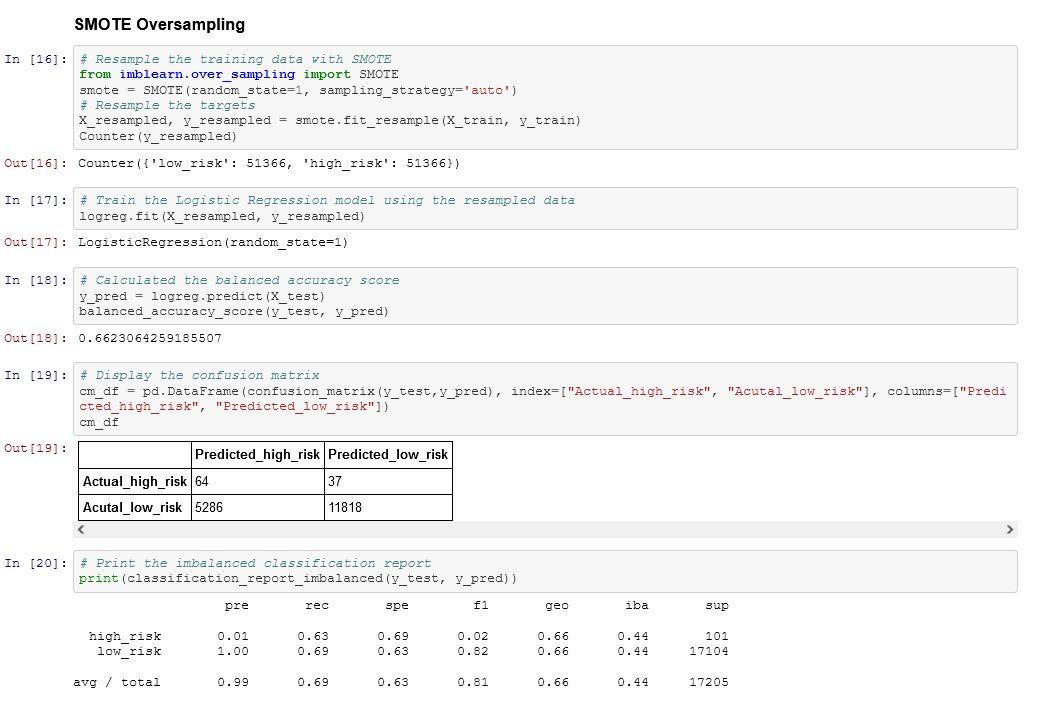 SMOTE Oversampling
In [16]: # Resample the training data with SMOTE
from imblearn.over_sampling import SMOTE
smote = SMOTE(random_state=1, sampling_strategy='auto')
# Resample the targets
X_resampled, y_resampled = smote.fit_resample(X_train, y_train)
Counter(y_resampled)
Out[16]: Counter({'low_risk': 51366, 'high_risk': 51366})
In [17]: # Train the Logistic Regression model using the resampled data
logreg.fit(X_resampled, y_resampled)
Out[17]: LogisticRegression(random_state=1)
In [18]: # Calculated the balanced accuracy score
y_pred = logreg.predict(X_test)
balanced_accuracy_score(y_test, y_pred)
Out[18]: 0.6623064259185507
In [19]: # Display the confusion matrix
cm_df = pd.DataFrame(confusion_matrix(y_test,y_pred), index=["Actual_high_risk", "Acutal_low_risk"], columns=["Predi
cted_high_risk", "Predicted_low_risk"])
cm_df
Out[19]:
Predicted_high_risk Predicted_low_risk
Actual_high_risk 64 37
Acutal_low_risk 5286 11818
In [20]: # Print the imbalanced classification report
print(classification_report_imbalanced(y_test, y_pred))
pre rec spe f1 geo iba sup
high_risk 0.01 0.63 0.69 0.02 0.66 0.44 101
low_risk 1.00 0.69 0.63 0.82 0.66 0.44 17104
avg / total 0.99 0.69 0.63 0.81 0.66 0.44 17205